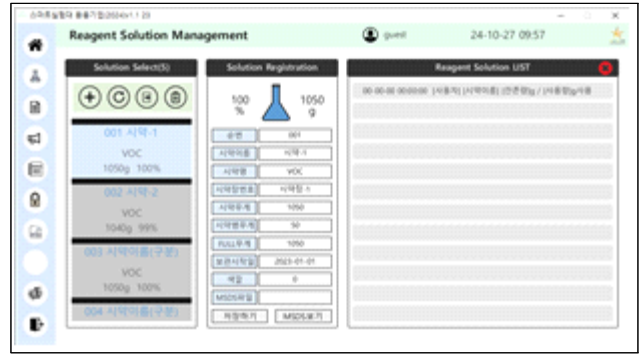 스마트실험대 응용기업(2024)v1.1 23
Reagent Solution Management
guest
24-10-27 09:57
Solution Select(5)
001 시약-1
VOC
1050g 100%
002 시약-2
VOC
1040g 99%
003 시약이름(구분)
VOC
1050g 100%
004 시약이름(구분)
Solution Registration
100 %
1050 g
순번 001
시약이름 시약-1
시약명 VOC
시약장번호 시약장-1
시약무게 1050
시약병무게 50
FULL무게 1050
보관시작일 2023-01-01
색깔 0
MSDS파일
저장하기 MSDS보기
Reagent Solution LIST
00-00-00 00:00:00 [사용자] [시약이름] [잔존량]g / [사용량]g사용